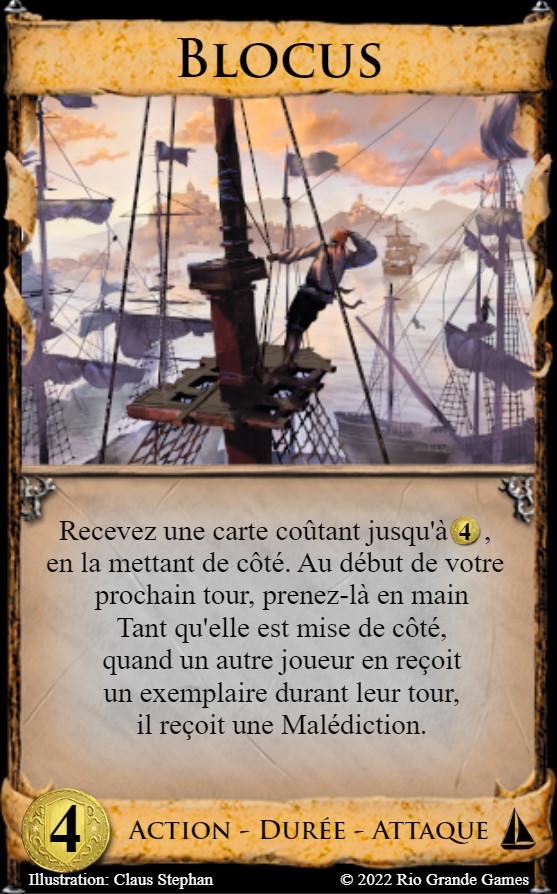 Blocus
Recevez une carte coûtant jusqu'à 4 ,
en la mettant de côté. Au début de votre
prochain tour, prenez-là en main
Tant qu'elle est mise de côté,
quand un autre joueur en reçoit
un exemplaire durant leur tour,
il reçoit une Malédiction.
4
Action - Durée - Attaque
Illustration: Claus Stephan
© 2022 Rio Grande Games